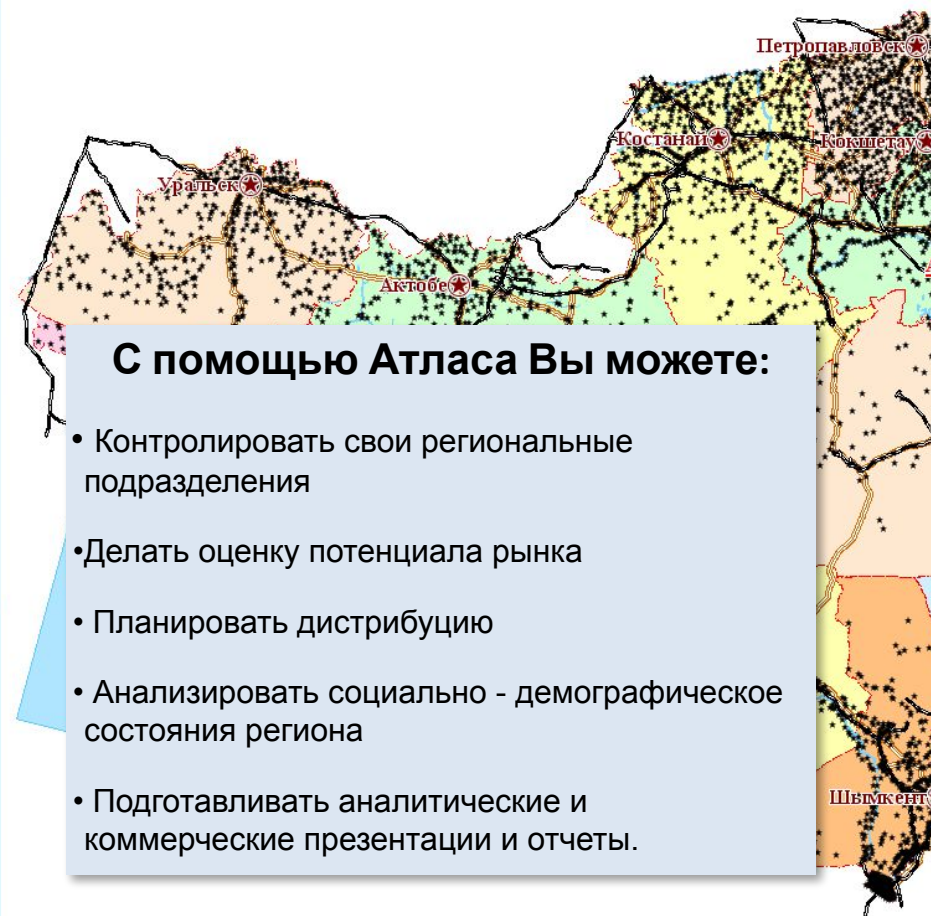 Петропавловск
Костанай
Кокшетау
Уральск
Актобе
С помощью Атласа Вы можете:
• Контролировать свои региональные
подразделения
•Делать оценку потенциала рынка
• Планировать дистрибуцию
• Анализировать социально - демографическое
состояния региона
• Подготавливать аналитические и
коммерческие презентации и отчеты.
Шымкент